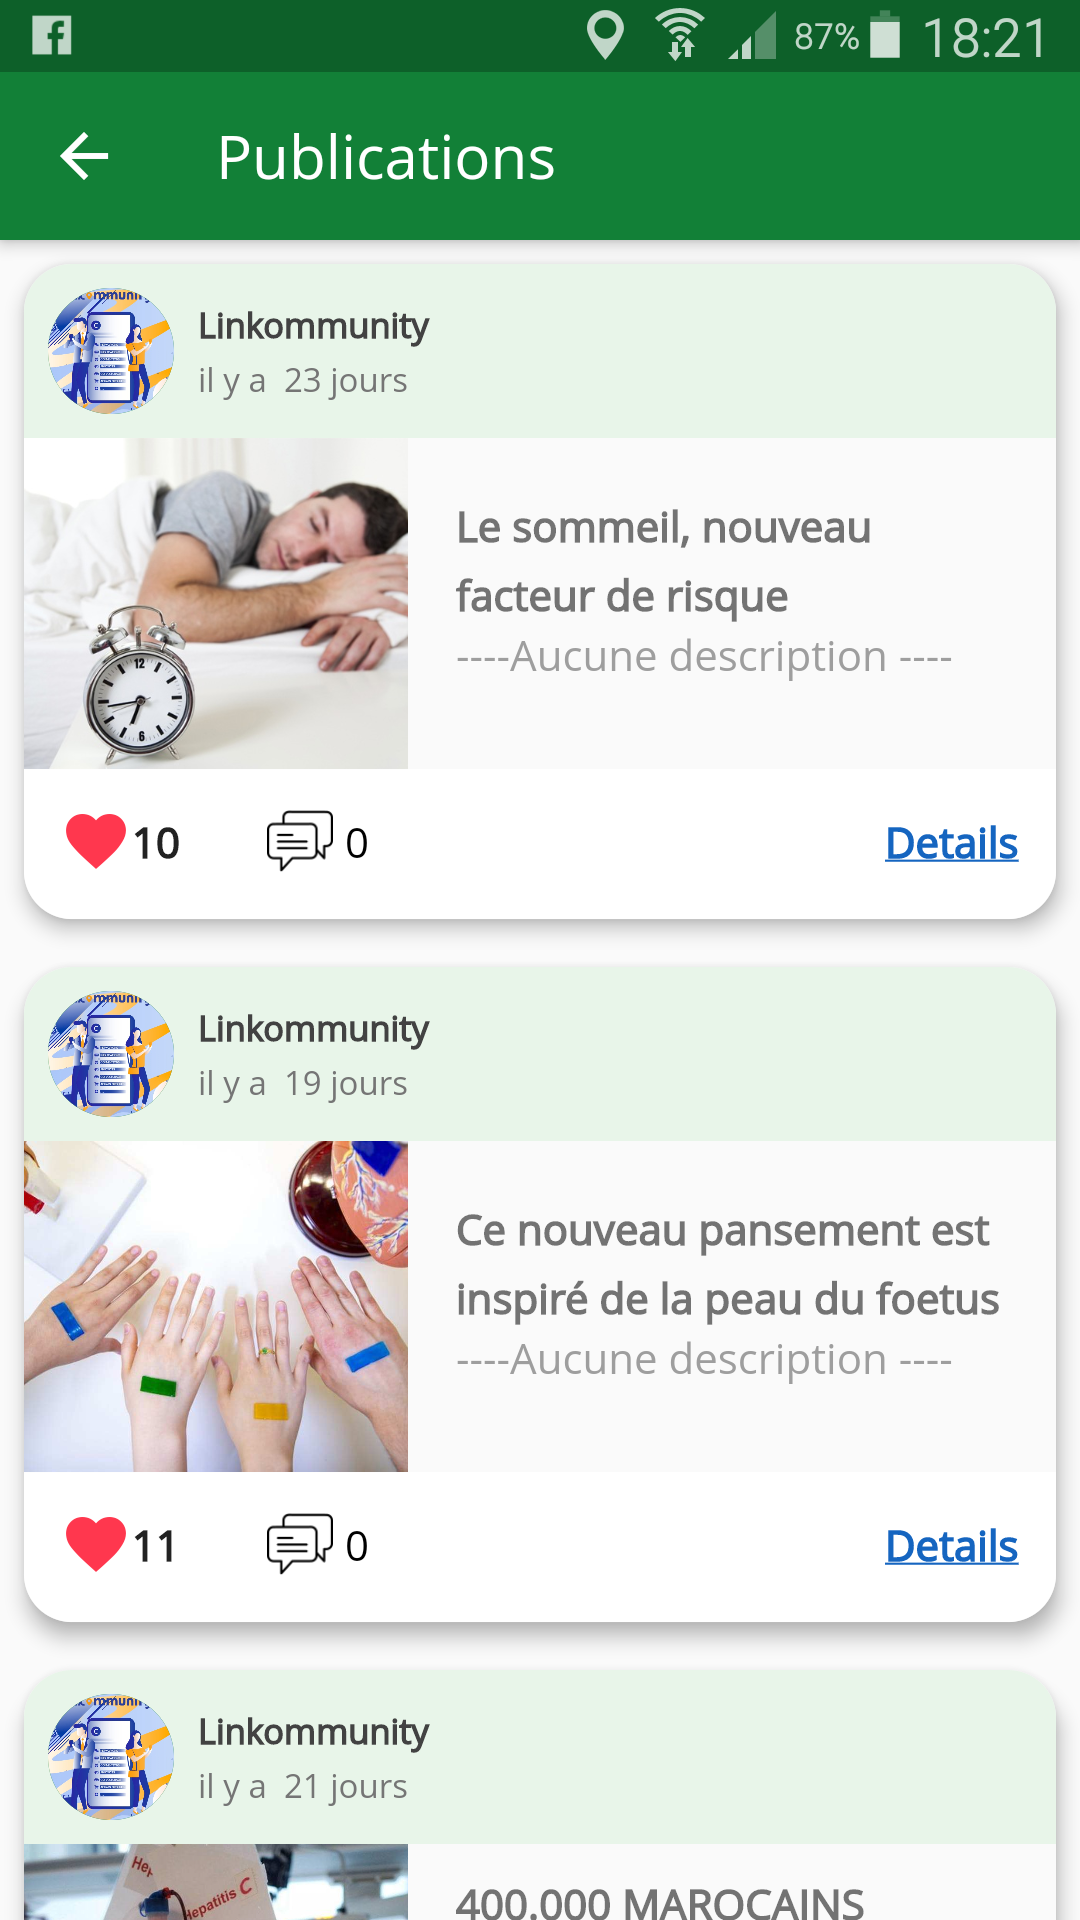 87% 18:21
Publications
Linkommunity
il y a 23 jours
Le sommeil, nouveau
facteur de risque
----Aucune description ----
12
6
10 0 Details
Linkommunity
il y a 19 jours
Ce nouveau pansement est
inspiré de la peau du foetus
----Aucune description ----
11 0 Details
Linkommunity
il y a 21 jours
Hepatitis C
400.000 MAROCAINS